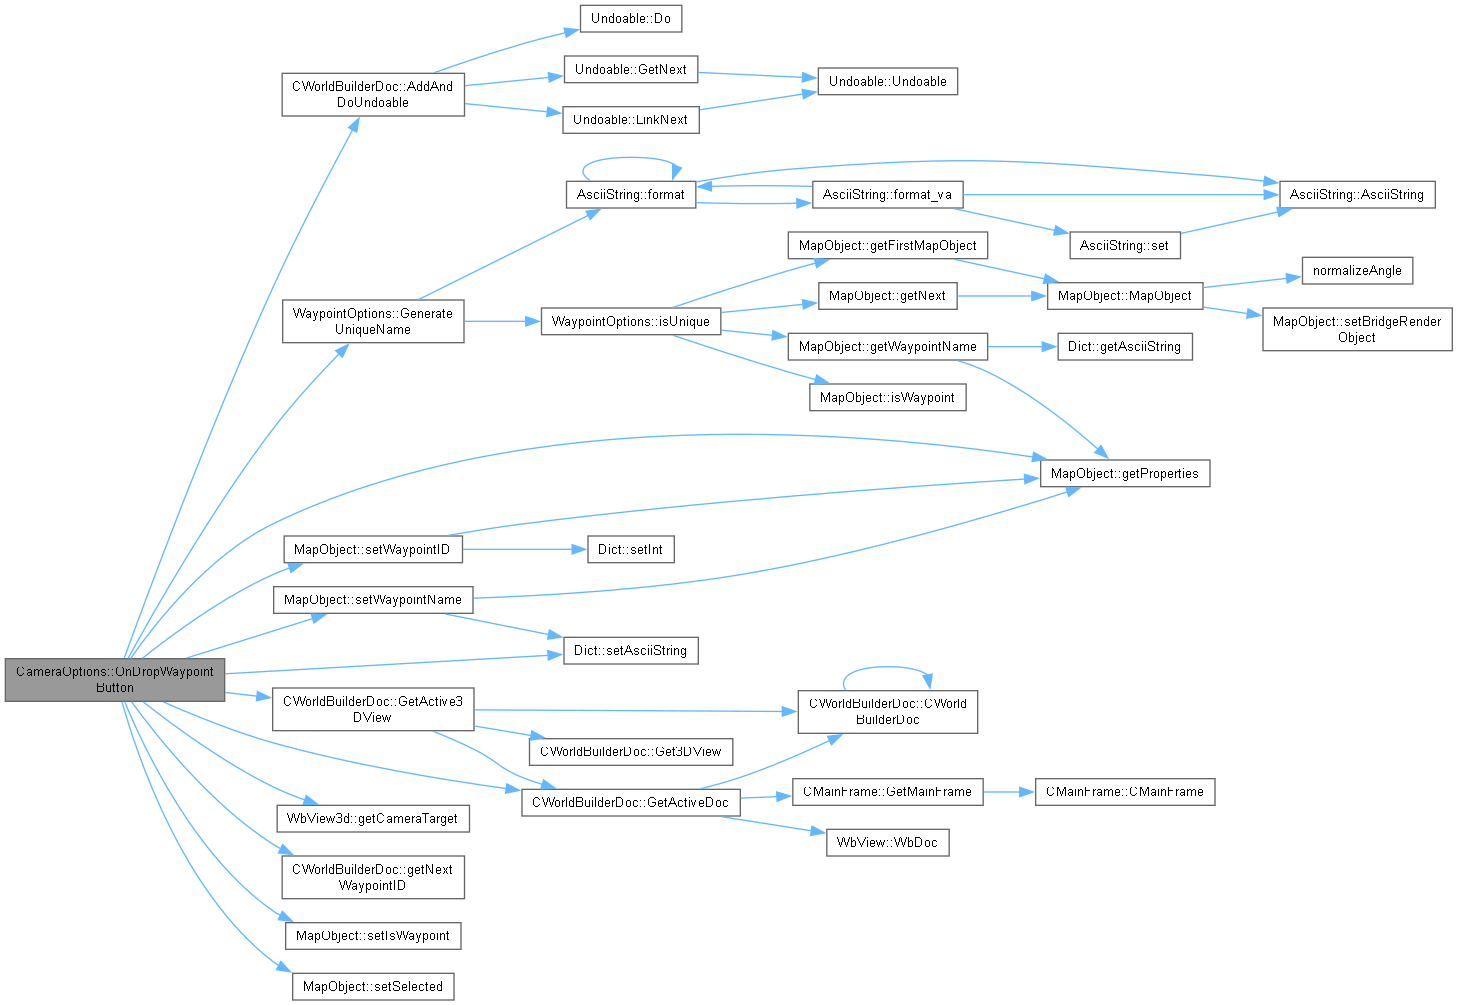 Undoable::Do
CWorldBuilderDoc::AddAnd
DoUndoable
Undoable::GetNext
Undoable::Undoable
Undoable::LinkNext
AsciiString::format
AsciiString::format_va
AsciiString::AsciiString
AsciiString::set
MapObject::getFirstMapObject
normalizeAngle
MapObject::getNext
MapObject::MapObject
WaypointOptions::Generate
UniqueName
WaypointOptions::isUnique
MapObject::setBridgeRender
Object
MapObject::getWaypointName
Dict::getAsciiString
MapObject::isWaypoint
MapObject::getProperties
MapObject::setWaypointID
Dict::setInt
MapObject::setWaypointName
Dict::setAsciiString
CameraOptions::OnDropWaypoint
Button
CWorldBuilderDoc::GetActive3
DView
CWorldBuilderDoc::CWorld
BuilderDoc
CWorldBuilderDoc::Get3DView
CWorldBuilderDoc::GetActiveDoc
CMainFrame::GetMainFrame
CMainFrame::CMainFrame
WbView3d::getCameraTarget
WbView::WbDoc
CWorldBuilderDoc::getNext
WaypointID
MapObject::setIsWaypoint
MapObject::setSelected